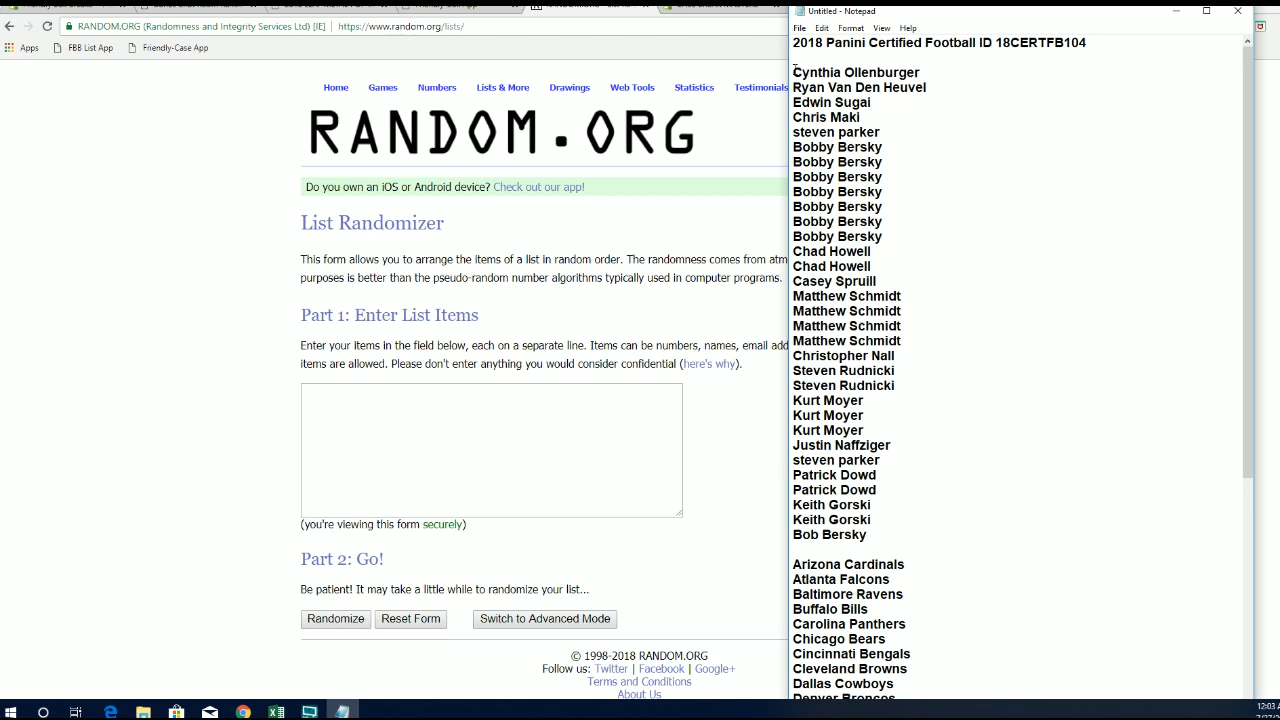 RANDOM.ORG (Randomness and Integrity Services Ltd) [IE]
https://www.random.org/lists/
Apps
FBB List App
Friendly-Case App
Home
Games
Numbers
Lists & More
Drawings
Web Tools
Statistics
Testimonials
RANDOM.ORG
Do you own an iOS or Android device? Check out our app!
List Randomizer
This form allows you to arrange the items of a list in random order. The randomness comes from atm
purposes is better than the pseudo-random number algorithms typically used in computer programs.
Part 1: Enter List Items
Enter your items in the field below, each on a separate line. Items can be numbers, names, email add
items are allowed. Please don't enter anything you would consider confidential (here's why).
(you're viewing this form securely)
Part 2: Go!
Be patient! It may take a little while to randomize your list...
Randomize
Reset Form
Switch to Advanced Mode
© 1998-2018 RANDOM.ORG
Follow us: Twitter | Facebook | Google+
Terms and Conditions
About Us
Untitled - Notepad
File Edit Format View Help
2018 Panini Certified Football ID 18CERTFB104
Cynthia Ollenburger
Ryan Van Den Heuvel
Edwin Sugai
Chris Maki
steven parker
Bobby Bersky
Bobby Bersky
Bobby Bersky
Bobby Bersky
Bobby Bersky
Bobby Bersky
Bobby Bersky
Chad Howell
Chad Howell
Casey Spruill
Matthew Schmidt
Matthew Schmidt
Matthew Schmidt
Matthew Schmidt
Christopher Nall
Steven Rudnicki
Steven Rudnicki
Kurt Moyer
Kurt Moyer
Kurt Moyer
Justin Naffziger
steven parker
Patrick Dowd
Patrick Dowd
Keith Gorski
Keith Gorski
Bob Bersky
Arizona Cardinals
Atlanta Falcons
Baltimore Ravens
Buffalo Bills
Carolina Panthers
Chicago Bears
Cincinnati Bengals
Cleveland Browns
Dallas Cowboys
Denver Broncos
12:03